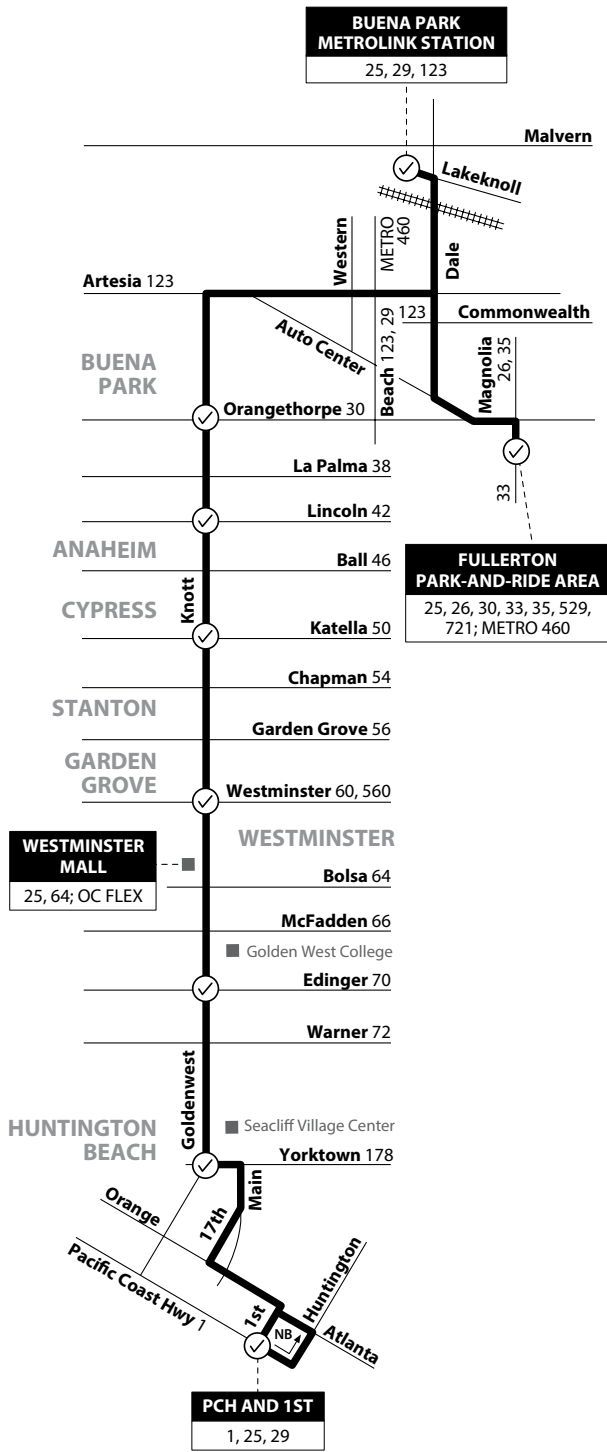 BUENA PARK
METROLINK STATION
25, 29, 123
Malvern
Lakeknoll
METRO
460
Western
Dale
Artesia 123
123
Commonwealth
Auto Center
Beach 123, 29
Magnolia
26, 35
BUENA
PARK
Orangethorpe 30
La Palma 38
33
Lincoln 42
ANAHEIM
Ball 46
FULLERTON
PARK-AND-RIDE AREA
25, 26, 30, 33, 35, 529,
721; METRO 460
Knott
CYPRESS
Katella 50
Chapman 54
STANTON
Garden Grove 56
GARDEN
GROVE
Westminster 60, 560
WESTMINSTER
WESTMINSTER
MALL
25, 64; OC FLEX
Bolsa 64
McFadden 66
Golden West College
Edinger 70
Warner 72
Goldenwest
Seacliff Village Center
HUNTINGTON
BEACH
Yorktown 178
Main
Orange
17th
Pacific Coast Hwy 1
1st
NB
Huntington
Atlanta
PCH AND 1ST
1, 25, 29